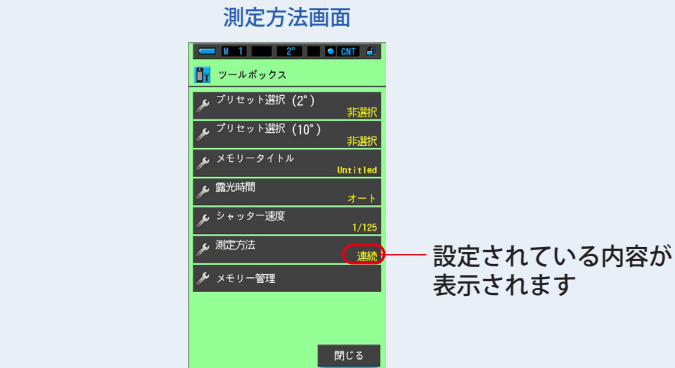 測定方法画面
M 1 2° CNT
ツールボックス
プリセット選択 (2°)
非選択
プリセット選択 (10°)
非選択
メモリータイトル
Untitled
露光時間
オート
シャッター速度
1/125
測定方法
連続
設定されている内容が
表示されます
メモリー管理
閉じる